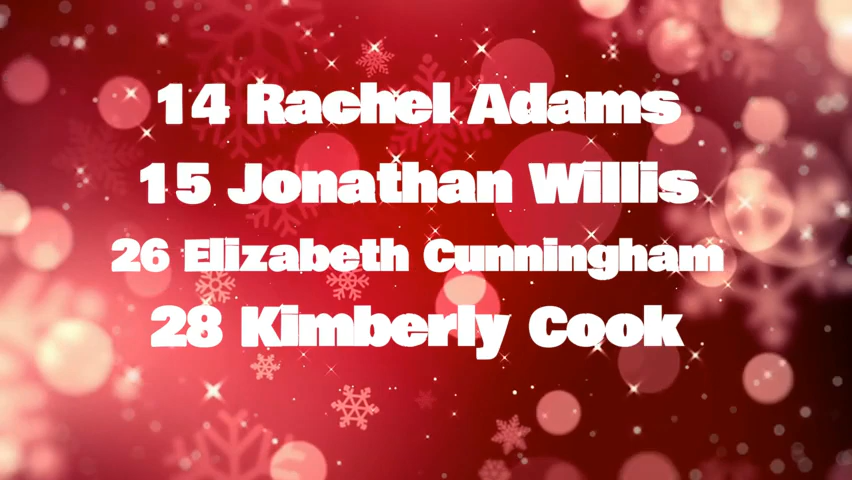 14 Rachel Adams
15 Jonathan Willis
26 Elizabeth Cunningham
28 Kimberly Cook